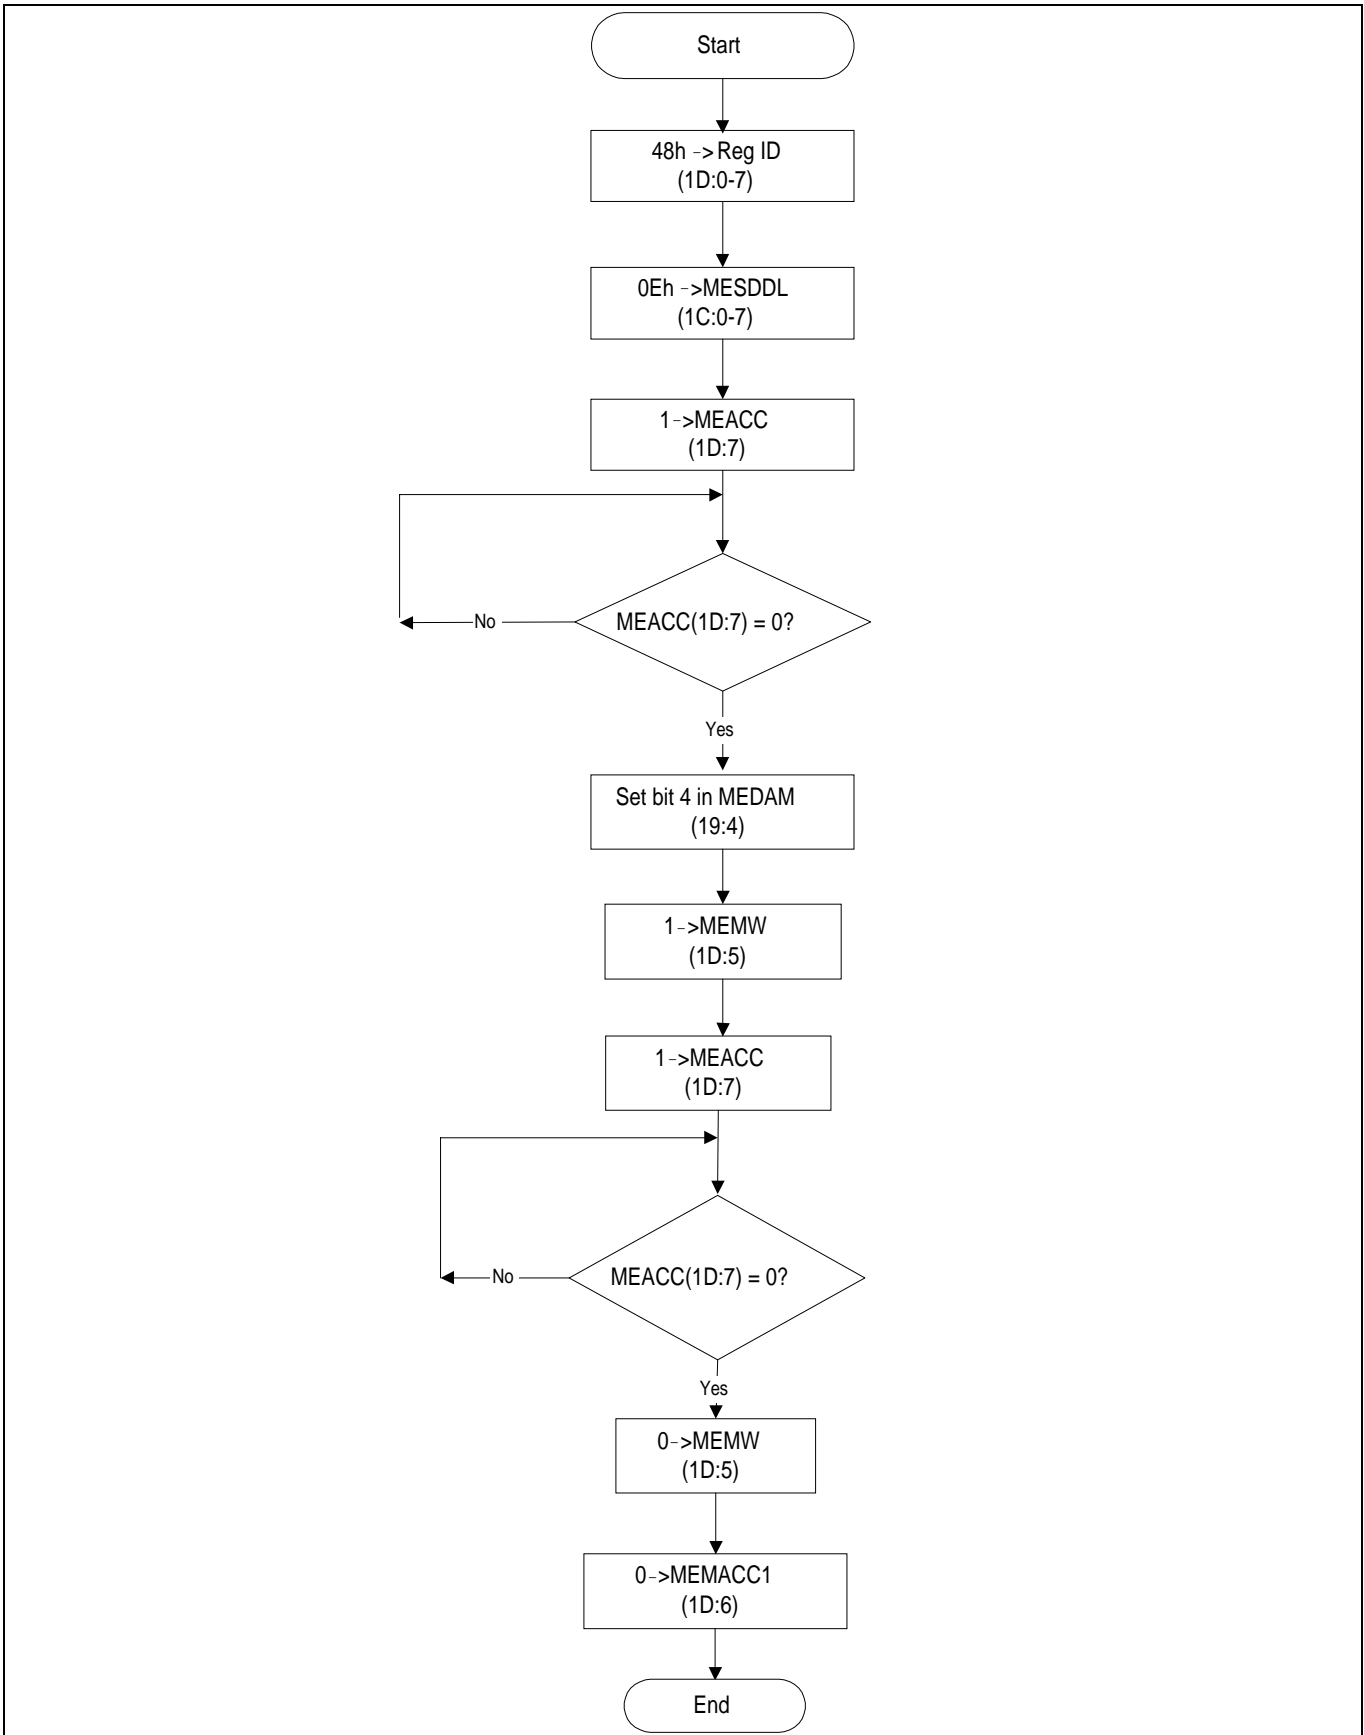 Start
48h ->Reg ID
(1D:0-7)
0Eh ->MESDDL
(1C:0-7)
1->MEACC
(1D:7)
MEACC(1D:7) = 0?
No
Yes
Set bit 4 in MEDAM
(19:4)
1->MEMW
(1D:5)
1->MEACC
(1D:7)
MEACC(1D:7) = 0?
No
Yes
0->MEMW
(1D:5)
0->MEMACC1
(1D:6)
End